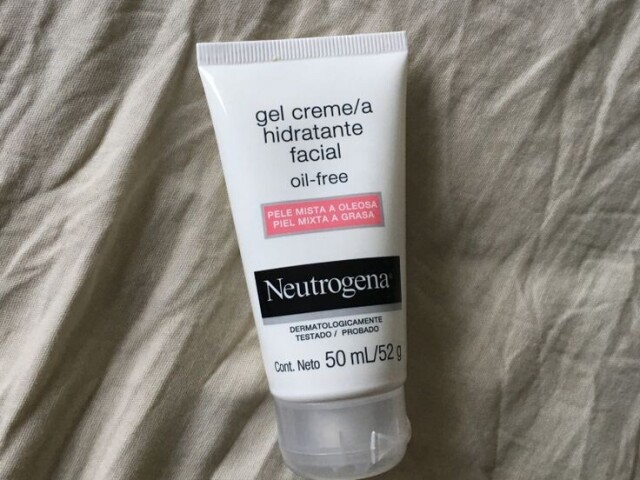 gel creme/a
hidratante
facial
oil-free
PELE MISTA A OLEOSA
PIEL MIXTA A GRASA
Neutrogena®
DERMATOLOGICAMENTE
TESTADO / PROBADO
Cont. Neto 50 mL/52 g